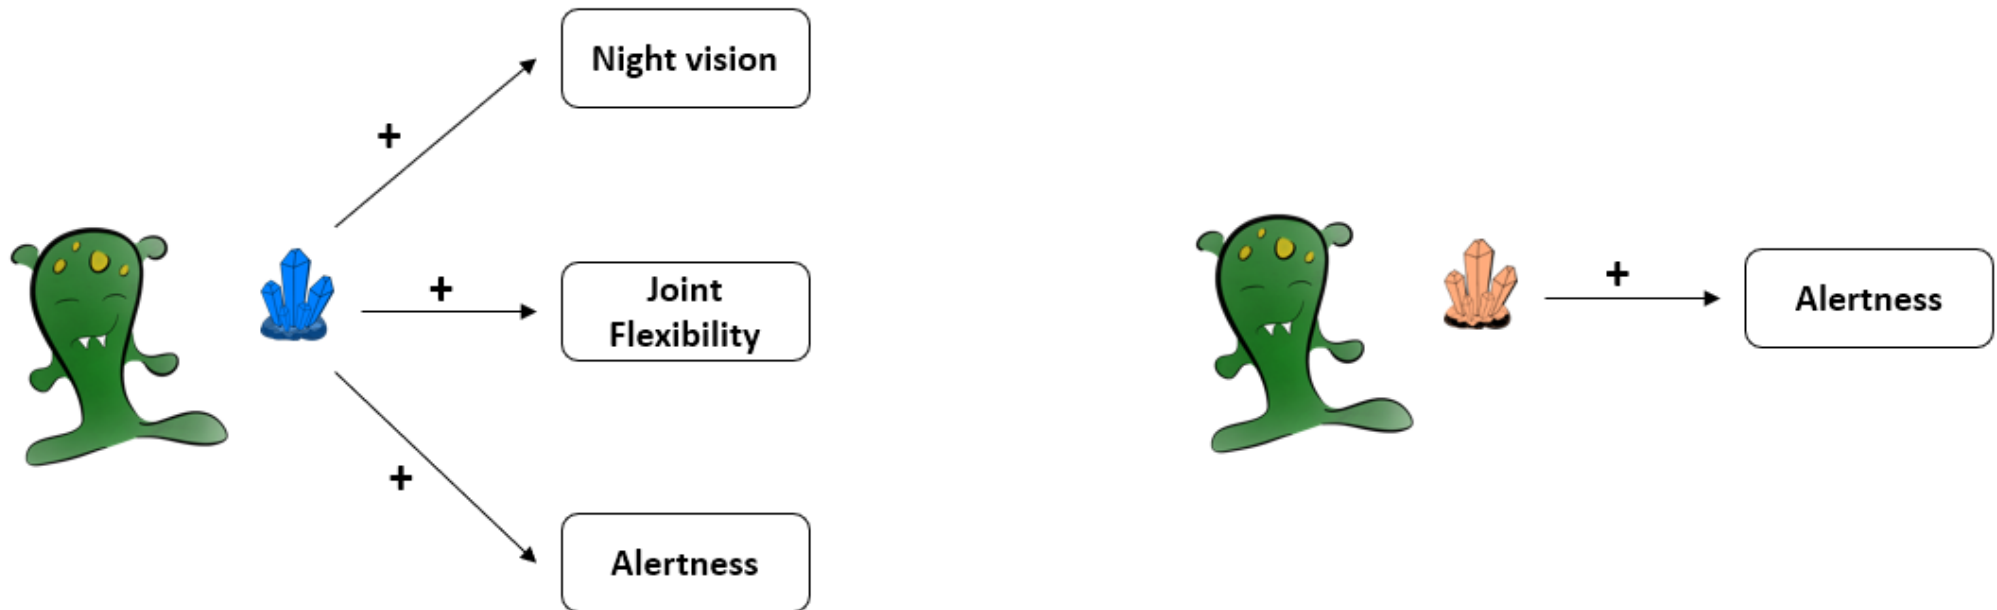 Night vision
+
+
Joint
Flexibility
+
Alertness
+
Alertness